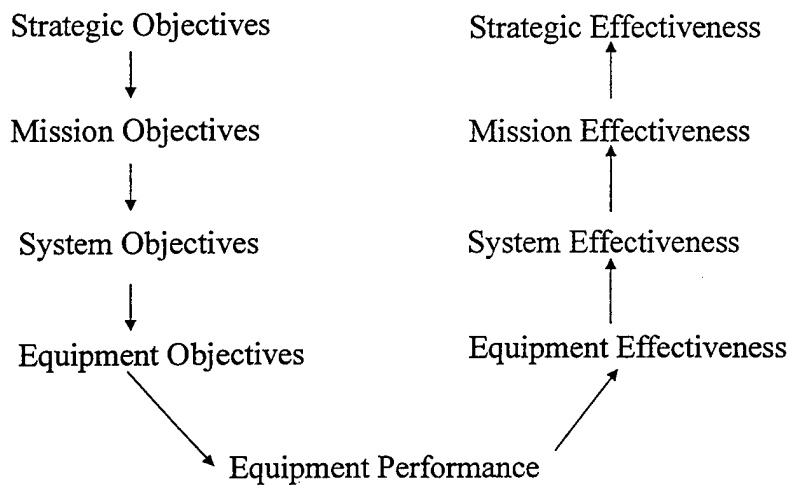 Strategic Objectives
Strategic Effectiveness
Mission Objectives
Mission Effectiveness
System Objectives
System Effectiveness
Equipment Objectives
Equipment Effectiveness
Equipment Performance